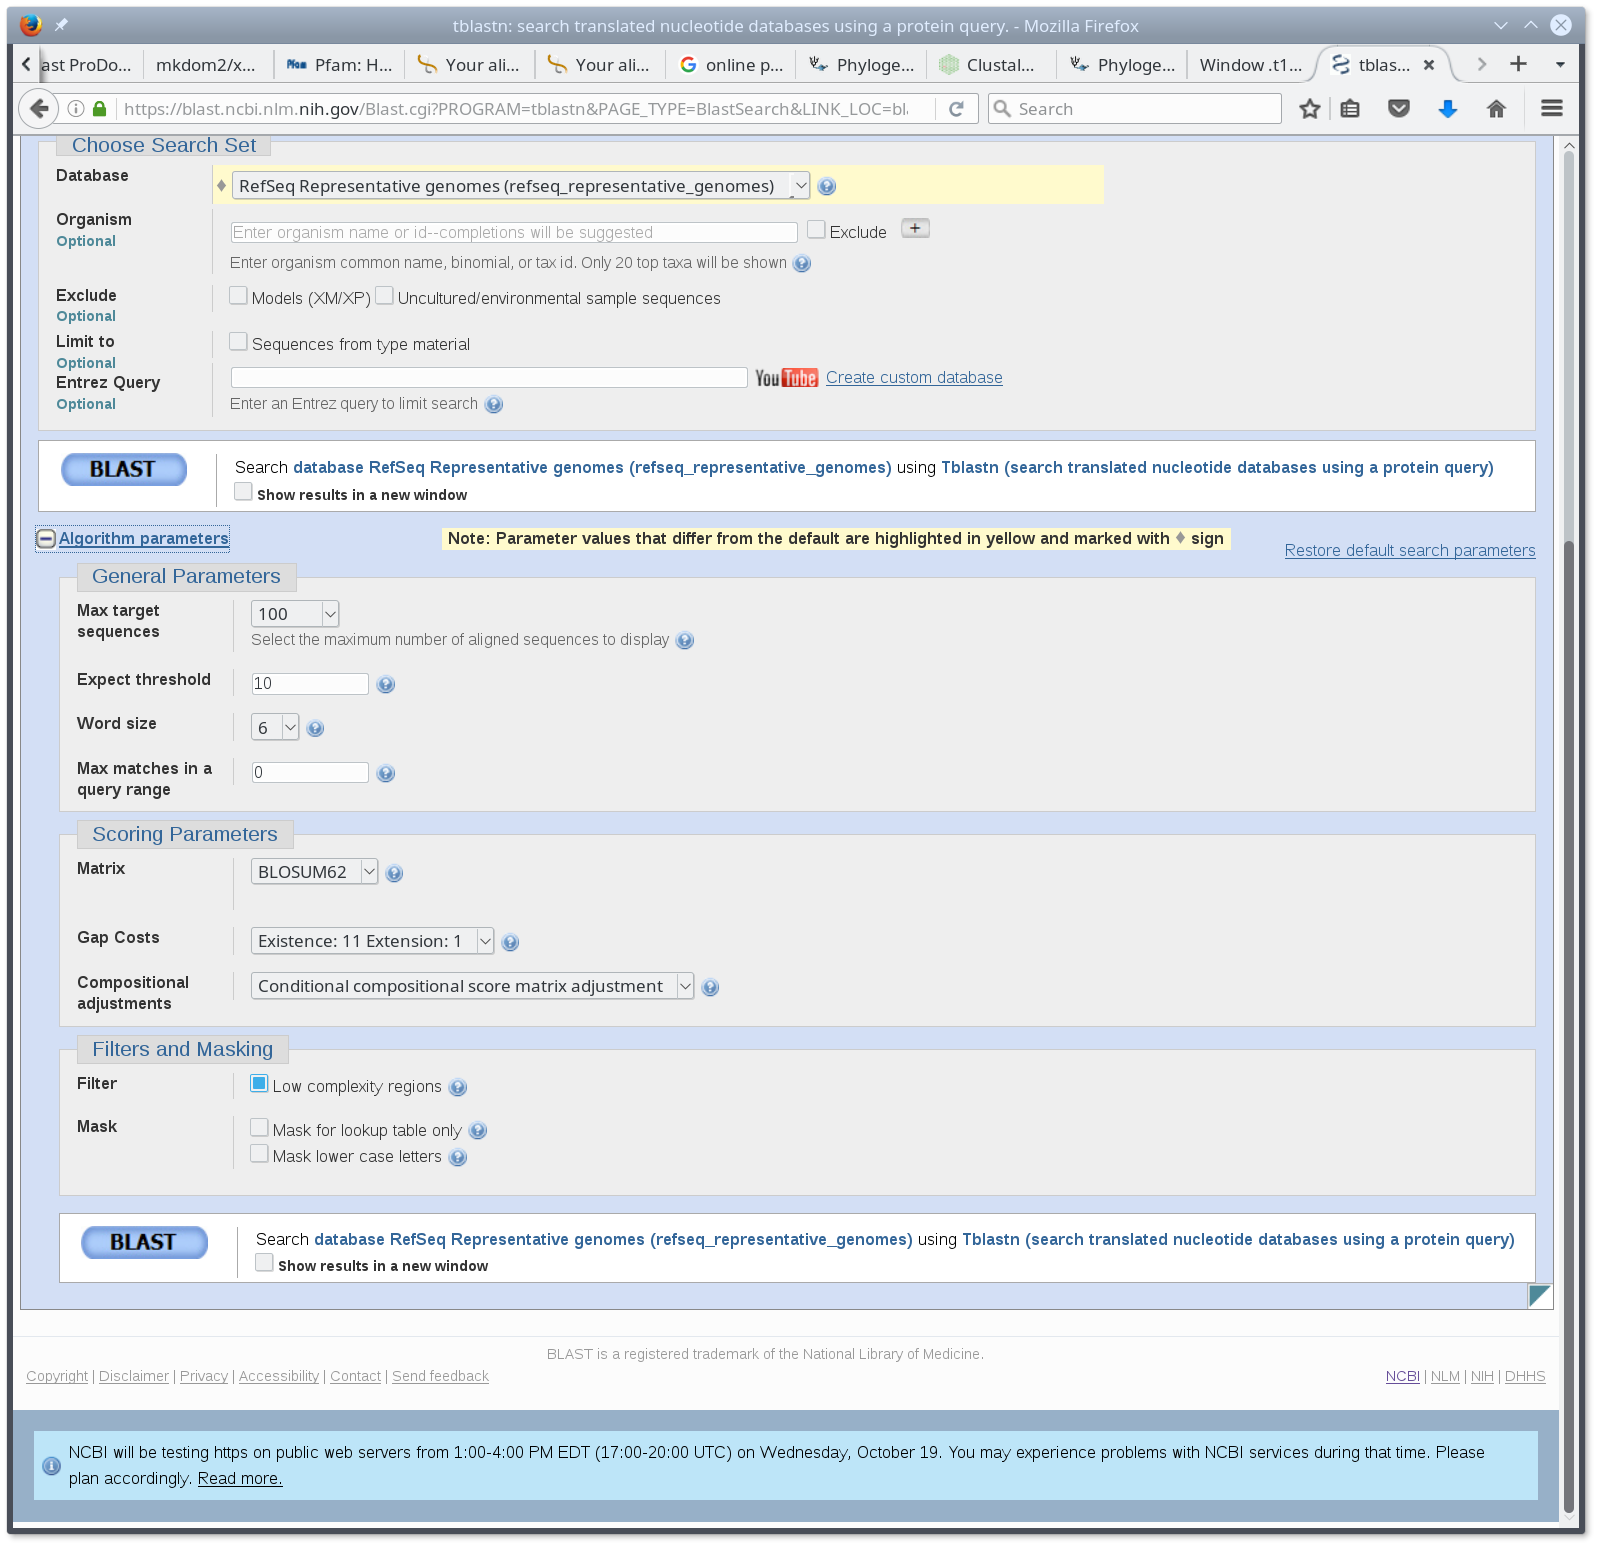 tblastn: search translated nucleotide databases using a protein query. - Mozilla Firefox
ast ProDo... mkdom2/x... Pfam Pfam: H... Your ali... Your ali... G online p... Phyloge... Clustal... Phyloge... Window .t1... tblas...
https://blast.ncbi.nlm.nih.gov/Blast.cgi?PROGRAM=tblastn&PAGE_TYPE=BlastSearch&LINK_LOC=bl Search
Choose Search Set
Database RefSeq Representative genomes (refseq_representative_genomes) ?
Organism
Optional
Enter organism name or id--completions will be suggested Exclude +
Enter organism common name, binomial, or tax id. Only 20 top taxa will be shown ?
Exclude
Optional
Models (XM/XP) Uncultured/environmental sample sequences
Limit to
Optional
Sequences from type material
Entrez Query
Optional
YouTube Create custom database
Enter an Entrez query to limit search ?
BLAST
Search database RefSeq Representative genomes (refseq_representative_genomes) using Tblastn (search translated nucleotide databases using a protein query)
Show results in a new window
Algorithm parameters
Note: Parameter values that differ from the default are highlighted in yellow and marked with ♦ sign
Restore default search parameters
General Parameters
Max target
sequences
100
Select the maximum number of aligned sequences to display ?
Expect threshold 10 ?
Word size 6 ?
Max matches in a
query range
0 ?
Scoring Parameters
Matrix BLOSUM62 ?
Gap Costs Existence: 11 Extension: 1 ?
Compositional
adjustments
Conditional compositional score matrix adjustment ?
Filters and Masking
Filter Low complexity regions ?
Mask Mask for lookup table only ?
Mask lower case letters ?
BLAST
Search database RefSeq Representative genomes (refseq_representative_genomes) using Tblastn (search translated nucleotide databases using a protein query)
Show results in a new window
BLAST is a registered trademark of the National Library of Medicine.
Copyright | Disclaimer | Privacy | Accessibility | Contact | Send feedback
NCBI | NLM | NIH | DHHS
NCBI will be testing https on public web servers from 1:00-4:00 PM EDT (17:00-20:00 UTC) on Wednesday, October 19. You may experience problems with NCBI services during that time. Please
plan accordingly. Read more.